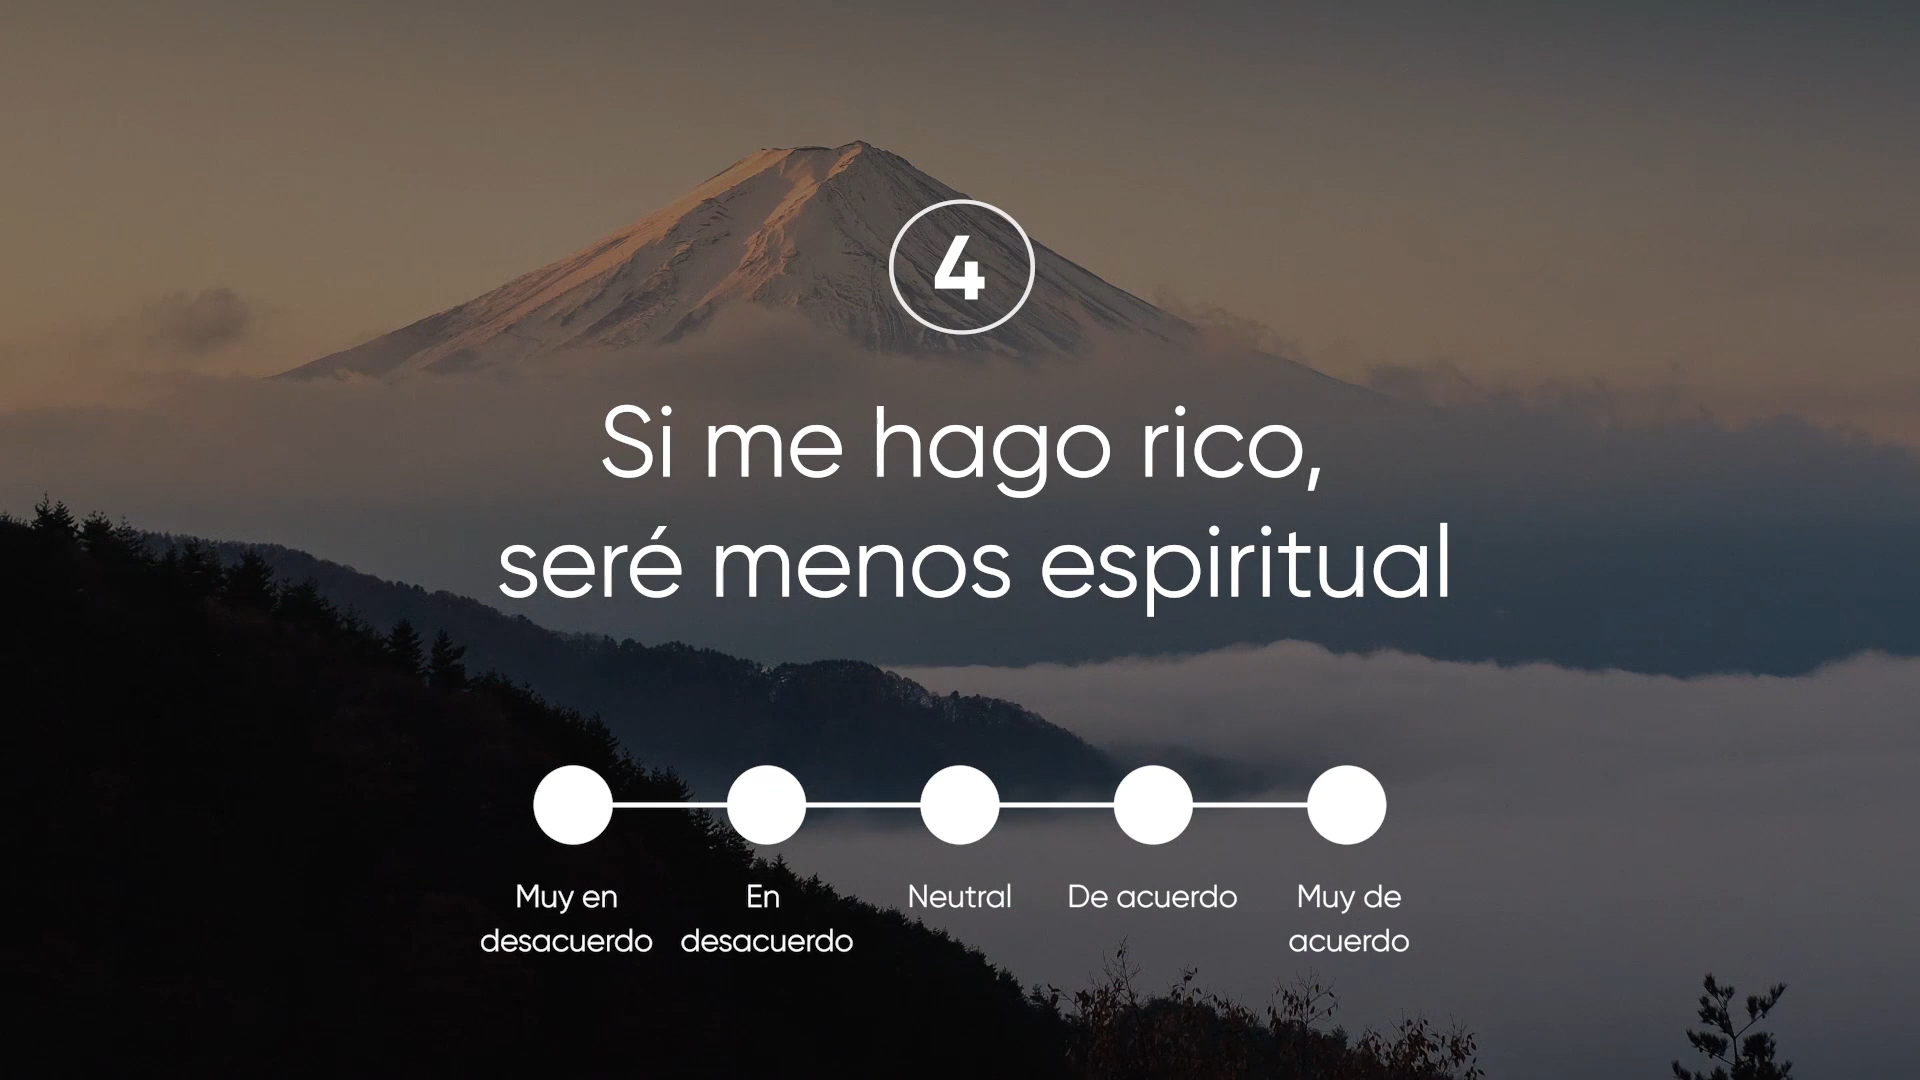 4
Si me hago rico,
seré menos espiritual
Muy en
desacuerdo
En
desacuerdo
Neutral
De acuerdo
Muy de
acuerdo